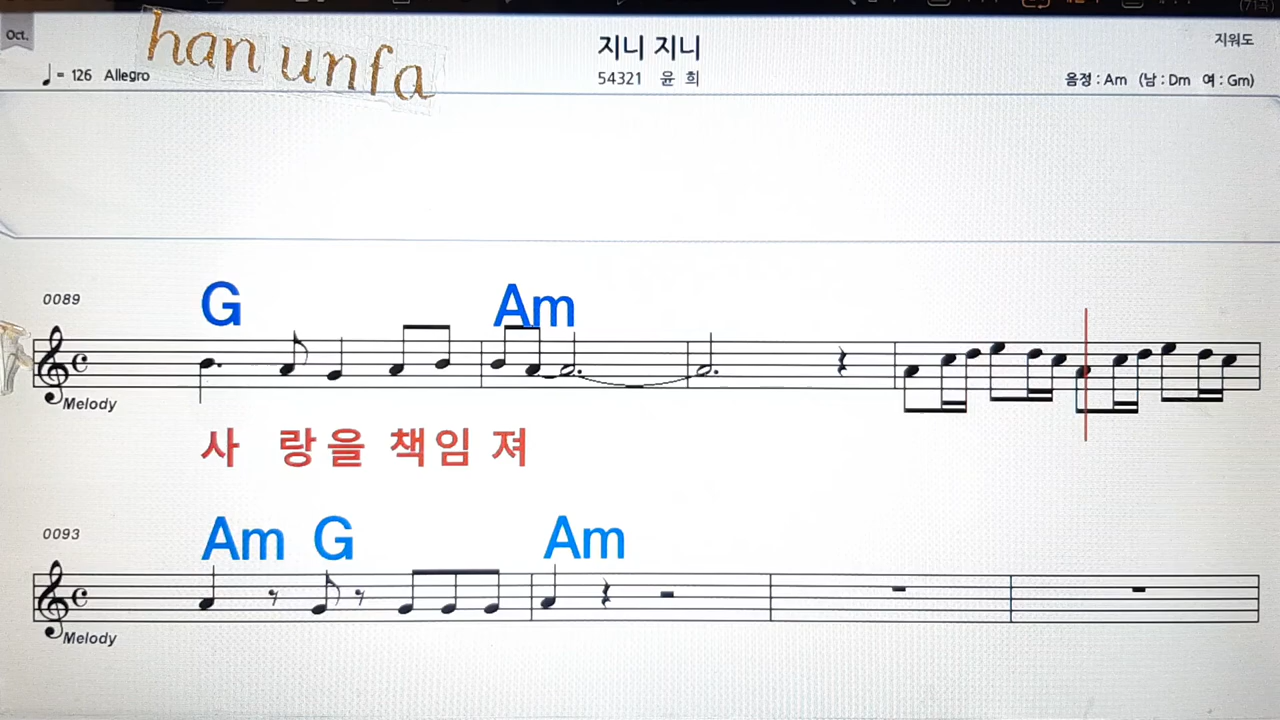 Oct.
han unfa
지니 지니
지워도
♩= 126 Allegro
54321 윤 희
음정 : Am (남 : Dm 여 : Gm)
0089
G Am
Melody
사 랑을 책임 져
0093
Am G Am
Melody